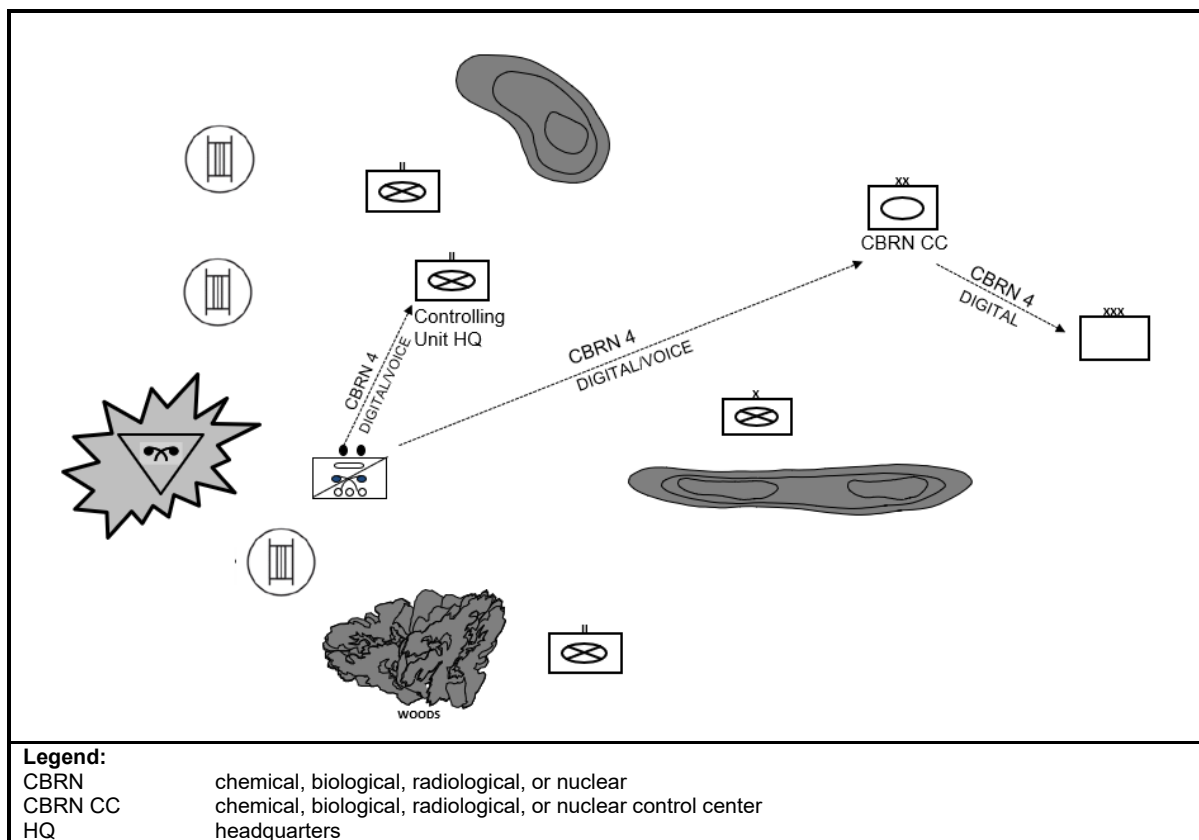 II
XX
CBRN CC
II
Controlling
Unit HQ
CBRN 4
DIGITAL
XXX
CBRN 4
DIGITAL/VOICE
CBRN 4
DIGITAL/VOICE
X
II
WOODS
Legend:
CBRN chemical, biological, radiological, or nuclear
CBRN CC chemical, biological, radiological, or nuclear control center
HQ headquarters